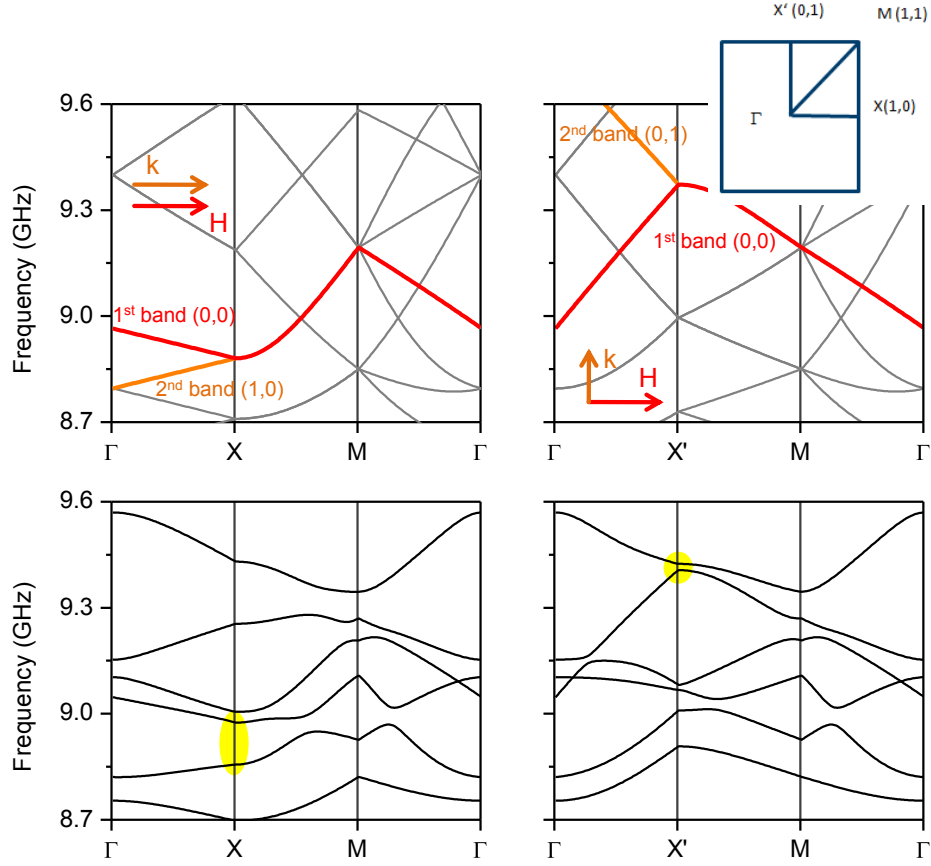 X' (0,1)
M (1,1)
X(1,0)
Γ
Frequency (GHz)
9.6
9.3
9.0
8.7
k
H
1st band (0,0)
2nd band (1,0)
Γ
X
M
Γ
2nd band (0,1)
1st band (0,0)
k
H
Γ
X'
M
Γ
Frequency (GHz)
9.6
9.3
9.0
8.7
Γ
X
M
Γ
Γ
X'
M
Γ